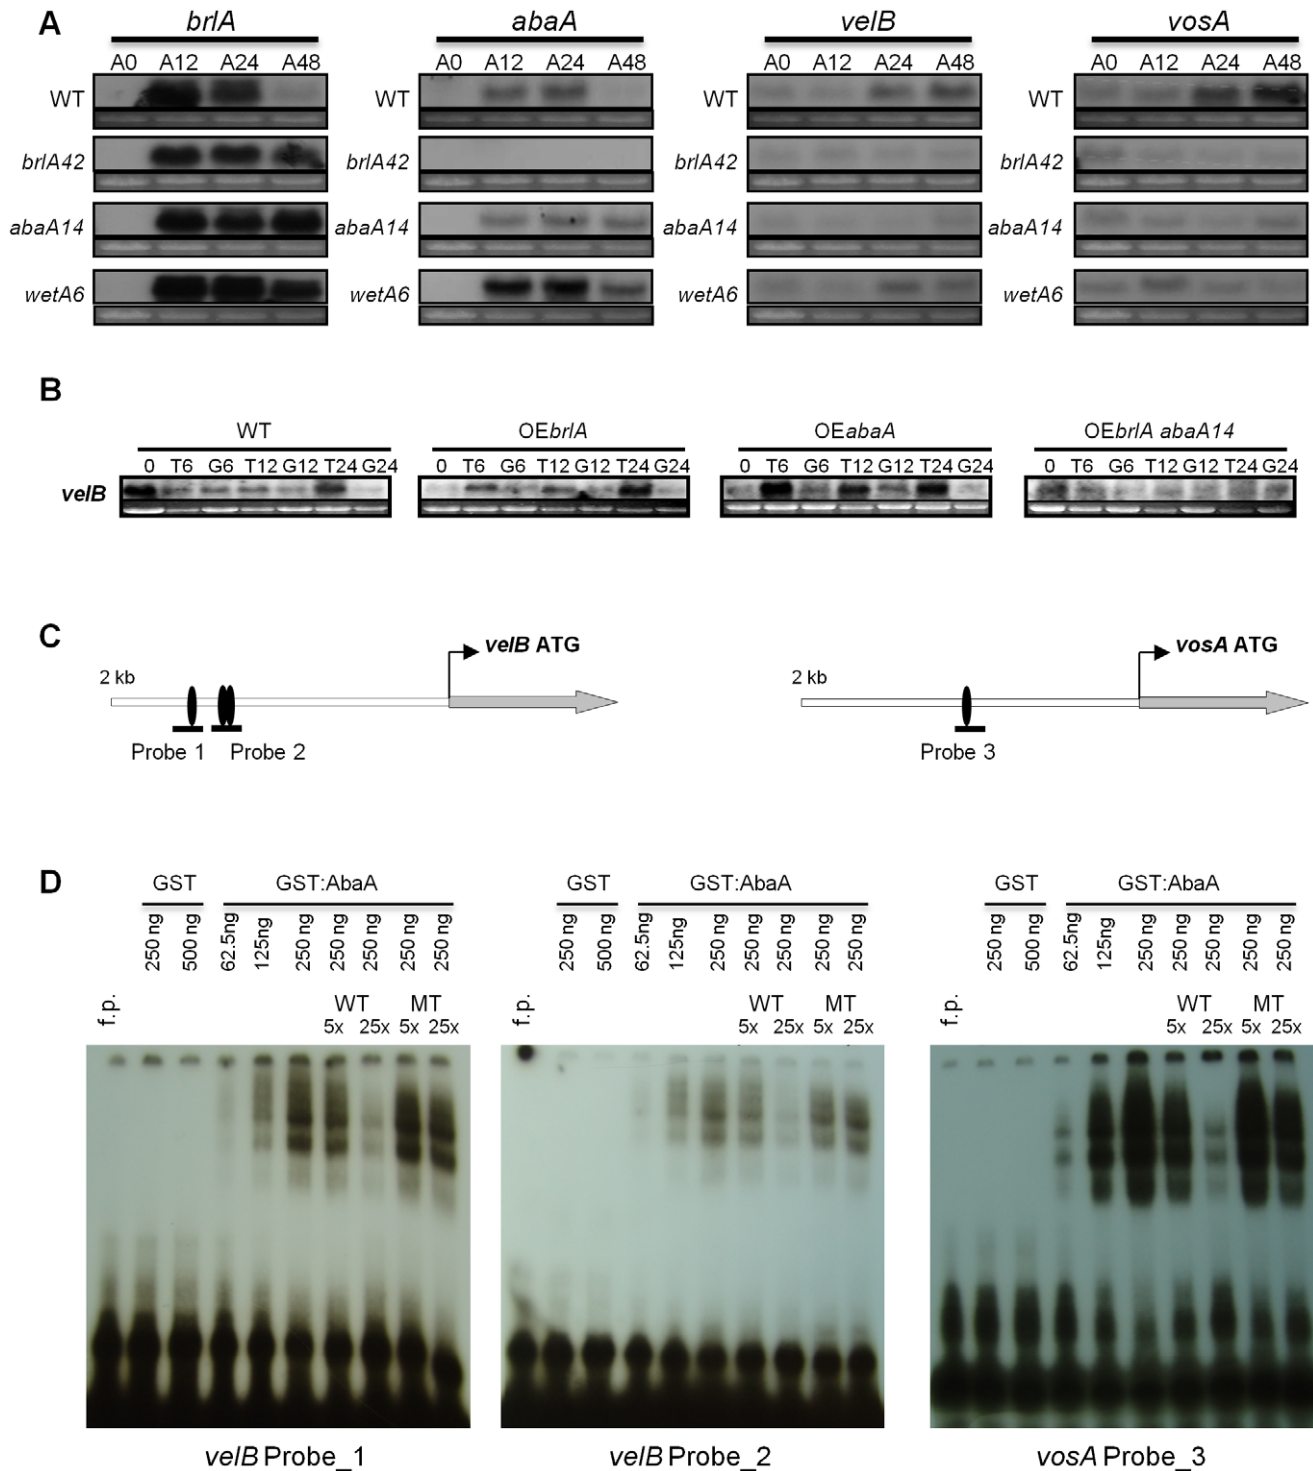 A
brlA abaA velB vosA
A0 A12 A24 A48 A0 A12 A24 A48 A0 A12 A24 A48 A0 A12 A24 A48
WT WT WT WT
brlA42 brlA42 brlA42 brlA42
abaA14 abaA14 abaA14 abaA14
wetA6 wetA6 wetA6 wetA6
B
WT OEbrlA OEabaA OEbrlA abaA14
0 T6 G6 T12 G12 T24 G24 0 T6 G6 T12 G12 T24 G24 0 T6 G6 T12 G12 T24 G24 0 T6 G6 T12 G12 T24 G24
velB
C
velB ATG vosA ATG
2 kb 2 kb
Probe 1 Probe 2 Probe 3
D
GST GST:AbaA GST GST:AbaA GST GST:AbaA
250 ng 500 ng 62.5ng 125ng 250 ng 250 ng 250 ng 250 ng 250 ng 250 ng 500 ng 62.5ng 125ng 250 ng 250 ng 250 ng 250 ng 250 ng 250 ng 500 ng 62.5ng 125ng 250 ng 250 ng 250 ng 250 ng 250 ng
f.p. WT MT f.p. WT MT f.p. WT MT
5x 25x 5x 25x 5x 25x 5x 25x 5x 25x 5x 25x
velB Probe_1 velB Probe_2 vosA Probe_3